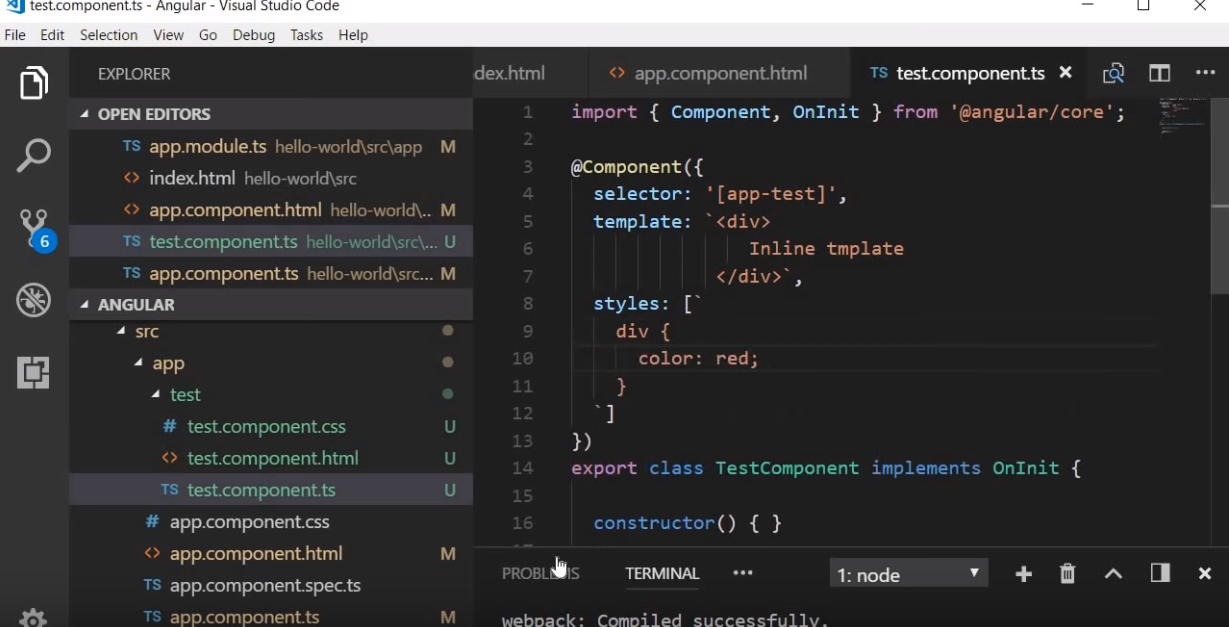 test.component.ts - Angular - Visual Studio Code
File Edit Selection View Go Debug Tasks Help
EXPLORER
OPEN EDITORS
TS app.module.ts hello-world\src\app M
<> index.html hello-world\src
<> app.component.html hello-world\.. M
TS test.component.ts hello-world\src\... U
TS app.component.ts hello-world\src... M
6
ANGULAR
src
app
test
# test.component.css U
<> test.component.html U
TS test.component.ts U
# app.component.css
<> app.component.html M
TS app.component.spec.ts
TS app.component.ts M
dex.html <> app.component.html TS test.component.ts ×
1 import { Component, OnInit } from '@angular/core';
2
3 @Component({
4 selector: '[app-test]',
5 template: `<div>
6 Inline tmplate
7 </div>`,
8 styles: [`
9 div {
10 color: red;
11 }
12 `]
13 })
14 export class TestComponent implements OnInit {
15
16 constructor() { }
PROBLEMS TERMINAL ••• 1: node
webpack: Compiled successfully.